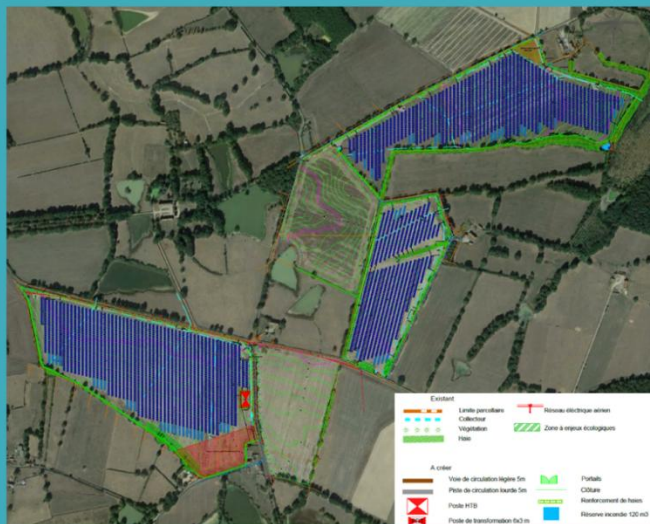 Existant
Limite parcellaire
Réseau électrique aérien
Collecteur
Végétation
Zone à enjeux écologiques
Haie
A créer
Voie de circulation légère 5m
Portails
Piste de circulation lourde 5m
Clôture
Poste HTB
Renforcement de haies
Poste de transformation 6x3 m
Réserve incendie 120 m3